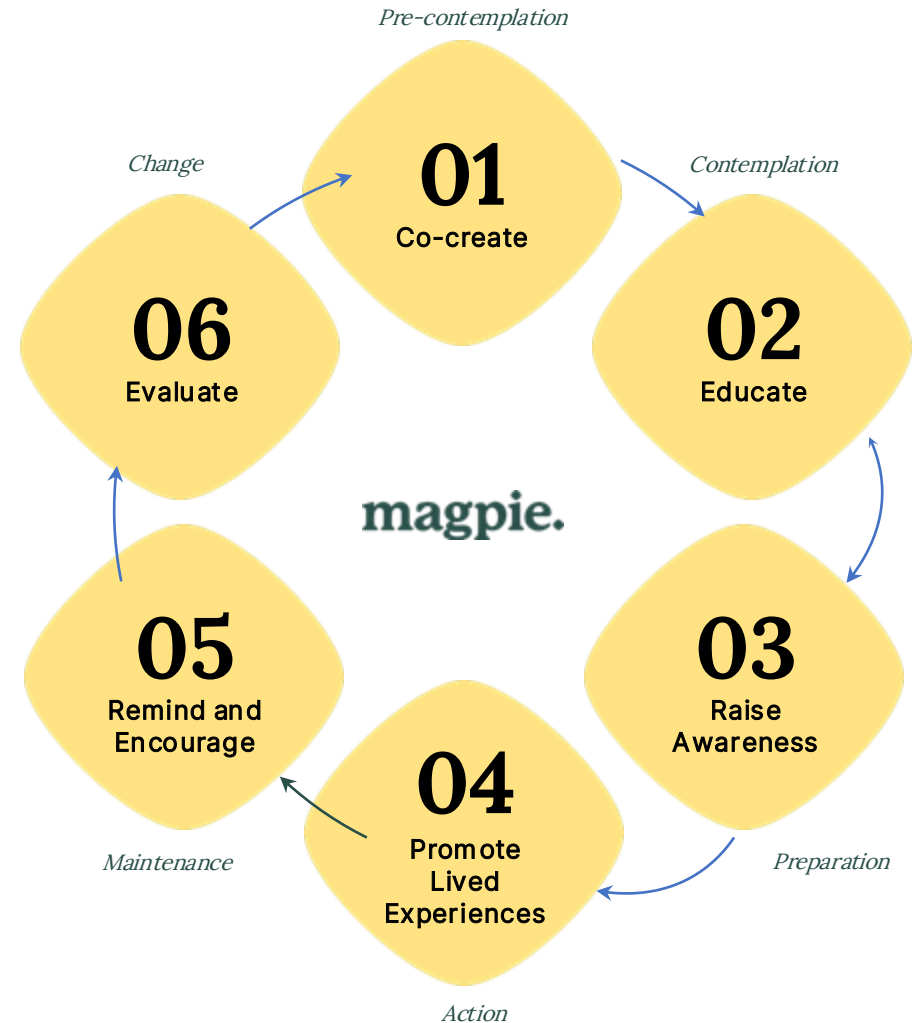 Pre-contemplation
01
Co-create
Contemplation
02
Educate
03
Raise
Awareness
Preparation
04
Promote
Lived
Experiences
Action
05
Remind and
Encourage
Maintenance
06
Evaluate
Change
magpie.